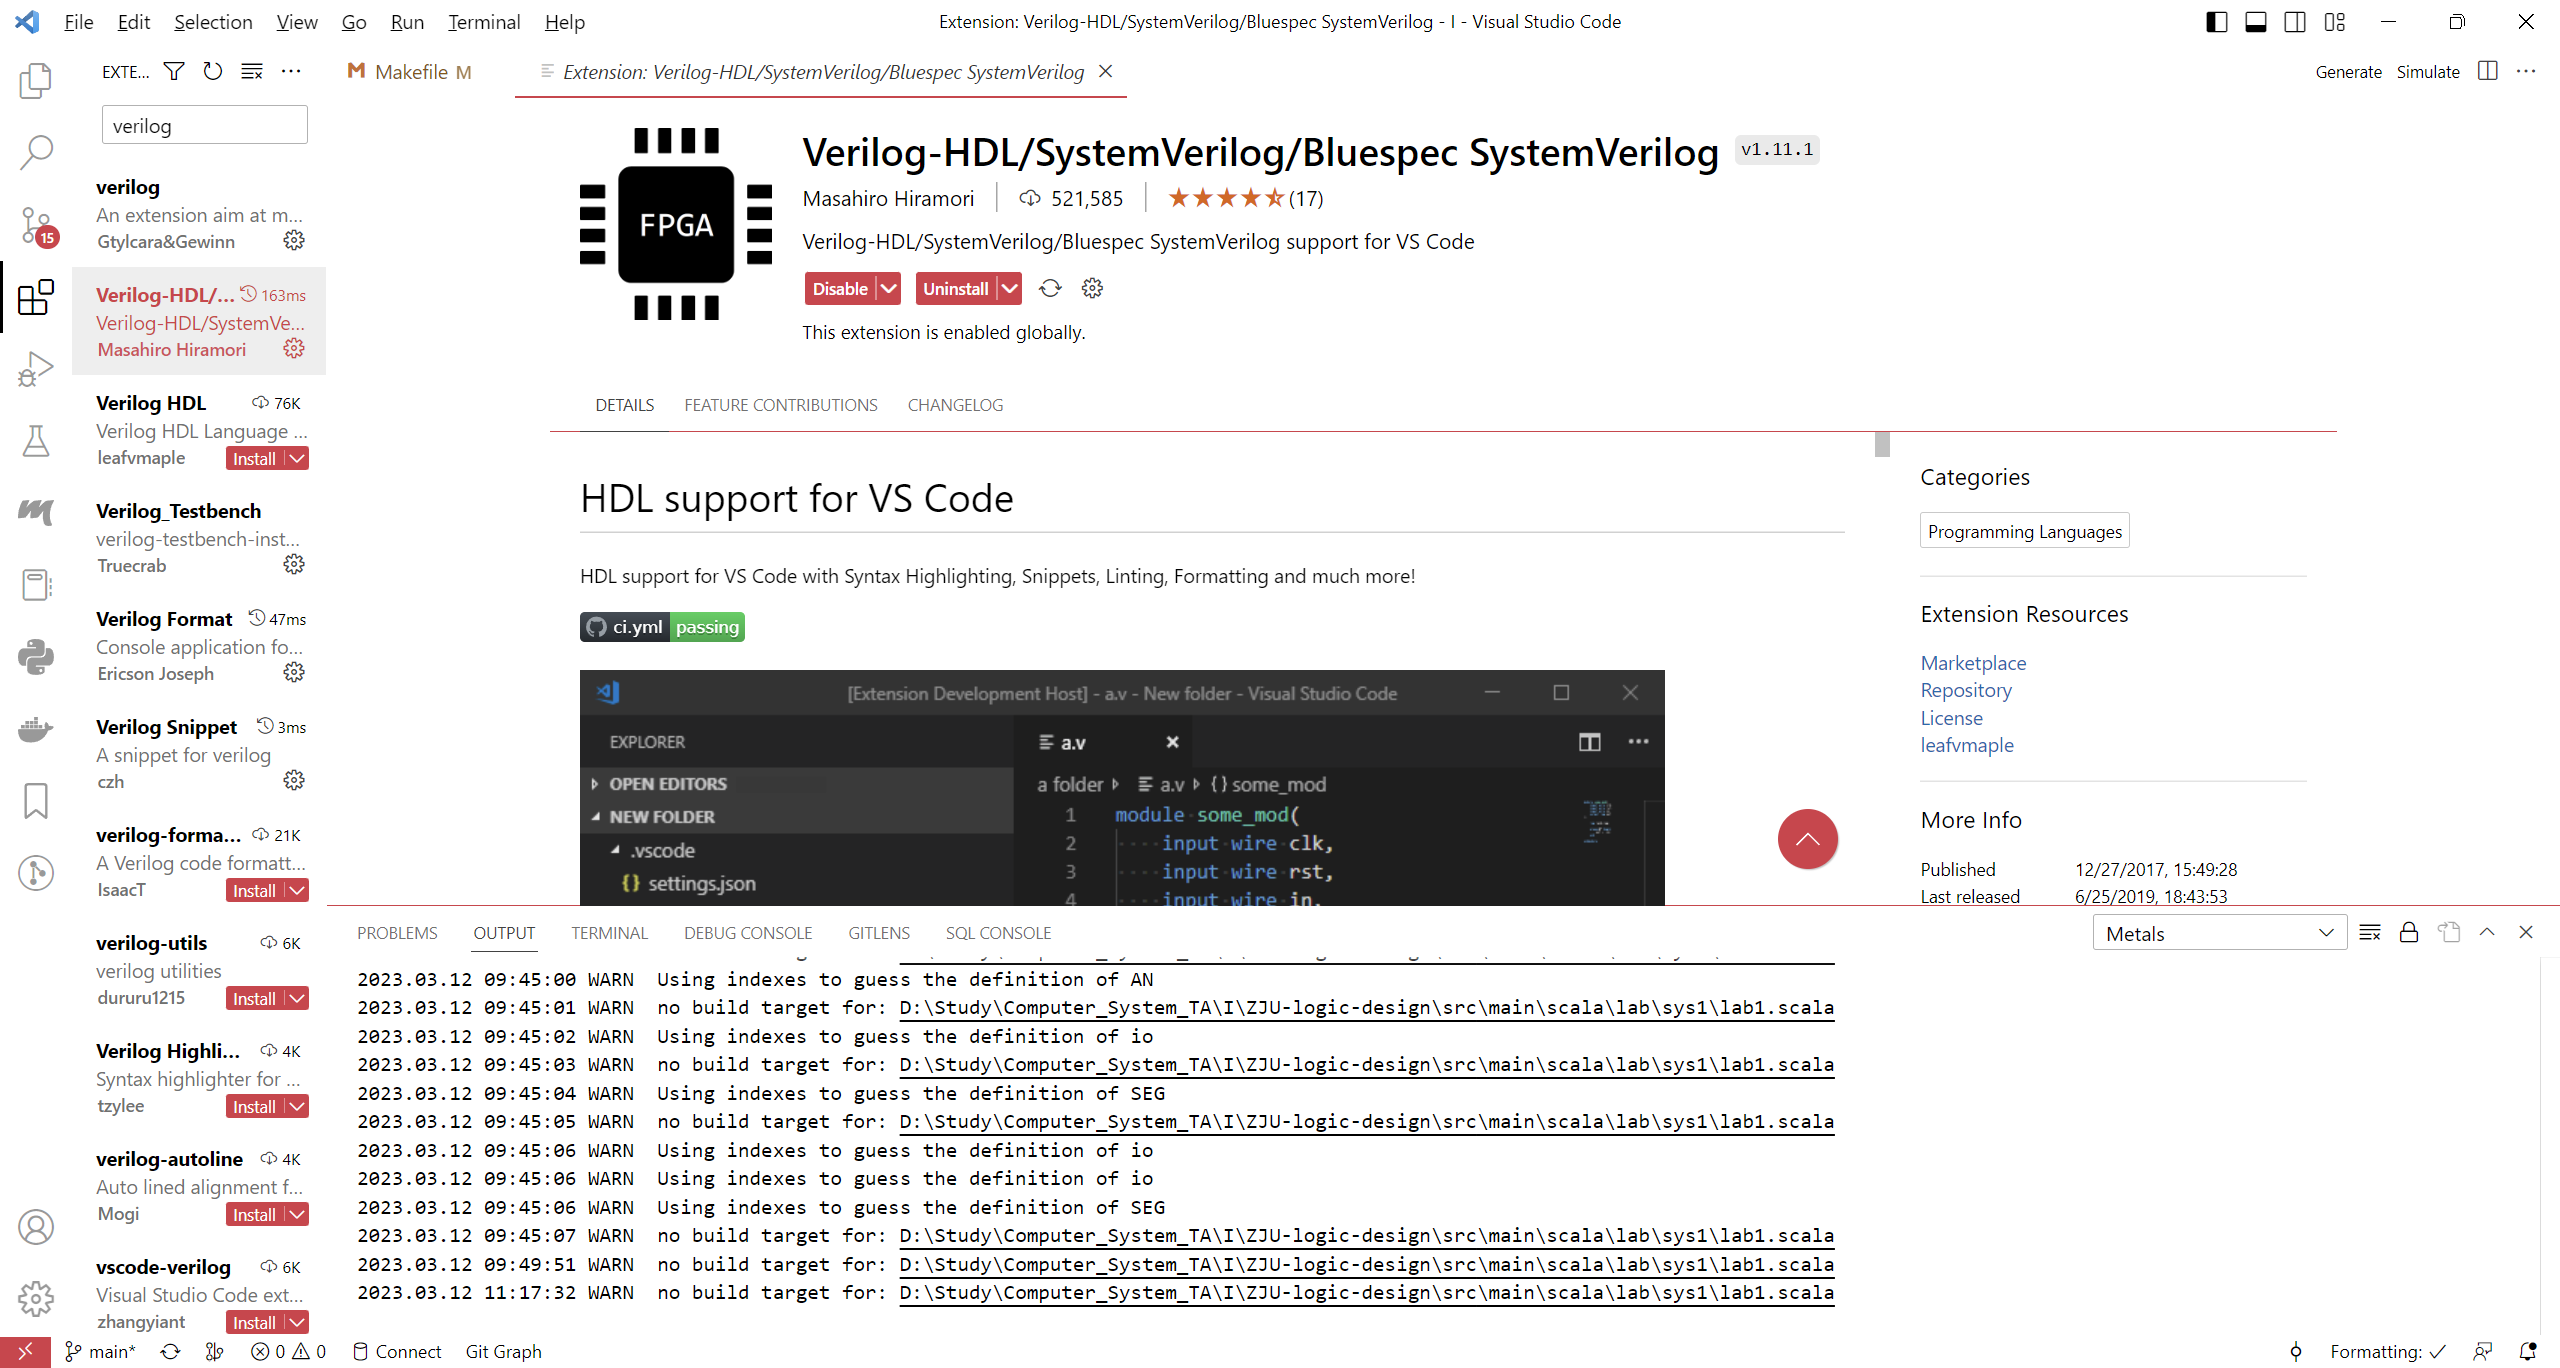 File Edit Selection View Go Run Terminal Help
Extension: Verilog-HDL/SystemVerilog/Bluespec SystemVerilog - I - Visual Studio Code
EXTE...
Makefile M
Extension: Verilog-HDL/SystemVerilog/Bluespec SystemVerilog
Generate Simulate
verilog
verilog
An extension aim at m...
Gtylcara&Gewinn
15
Verilog-HDL/... 163ms
Verilog-HDL/SystemVe...
Masahiro Hiramori
Verilog HDL 76K
Verilog HDL Language ...
leafvmaple Install
Verilog_Testbench
verilog-testbench-inst...
Truecrab
Verilog Format 47ms
Console application fo...
Ericson Joseph
Verilog Snippet 3ms
A snippet for verilog
czh
verilog-forma... 21K
A Verilog code formatt...
IsaacT Install
verilog-utils 6K
verilog utilities
dururu1215 Install
Verilog Highli... 4K
Syntax highlighter for ...
tzylee Install
verilog-autoline 4K
Auto lined alignment f...
Mogi Install
vscode-verilog 6K
Visual Studio Code ext...
zhangyiant Install
FPGA
Verilog-HDL/SystemVerilog/Bluespec SystemVerilog v1.11.1
Masahiro Hiramori 521,585 (17)
Verilog-HDL/SystemVerilog/Bluespec SystemVerilog support for VS Code
Disable Uninstall
This extension is enabled globally.
DETAILS FEATURE CONTRIBUTIONS CHANGELOG
HDL support for VS Code
HDL support for VS Code with Syntax Highlighting, Snippets, Linting, Formatting and much more!
ci.yml passing
[Extension Development Host] - a.v - New folder - Visual Studio Code
EXPLORER
a.v
OPEN EDITORS
NEW FOLDER
.vscode
{} settings.json
a folder a.v {} some_mod
1 module some_mod(
2 input wire clk,
3 input wire rst,
4 input wire in,
Categories
Programming Languages
Extension Resources
Marketplace
Repository
License
leafvmaple
More Info
Published 12/27/2017, 15:49:28
Last released 6/25/2019, 18:43:53
PROBLEMS OUTPUT TERMINAL DEBUG CONSOLE GITLENS SQL CONSOLE
Metals
2023.03.12 09:45:00 WARN Using indexes to guess the definition of AN
2023.03.12 09:45:01 WARN no build target for: D:\Study\Computer_System_TA\I\ZJU-logic-design\src\main\scala\lab\sys1\lab1.scala
2023.03.12 09:45:02 WARN Using indexes to guess the definition of io
2023.03.12 09:45:03 WARN no build target for: D:\Study\Computer_System_TA\I\ZJU-logic-design\src\main\scala\lab\sys1\lab1.scala
2023.03.12 09:45:04 WARN Using indexes to guess the definition of SEG
2023.03.12 09:45:05 WARN no build target for: D:\Study\Computer_System_TA\I\ZJU-logic-design\src\main\scala\lab\sys1\lab1.scala
2023.03.12 09:45:06 WARN Using indexes to guess the definition of io
2023.03.12 09:45:06 WARN Using indexes to guess the definition of io
2023.03.12 09:45:06 WARN Using indexes to guess the definition of SEG
2023.03.12 09:45:07 WARN no build target for: D:\Study\Computer_System_TA\I\ZJU-logic-design\src\main\scala\lab\sys1\lab1.scala
2023.03.12 09:49:51 WARN no build target for: D:\Study\Computer_System_TA\I\ZJU-logic-design\src\main\scala\lab\sys1\lab1.scala
2023.03.12 11:17:32 WARN no build target for: D:\Study\Computer_System_TA\I\ZJU-logic-design\src\main\scala\lab\sys1\lab1.scala
main* 0 0 Connect Git Graph
Formatting: